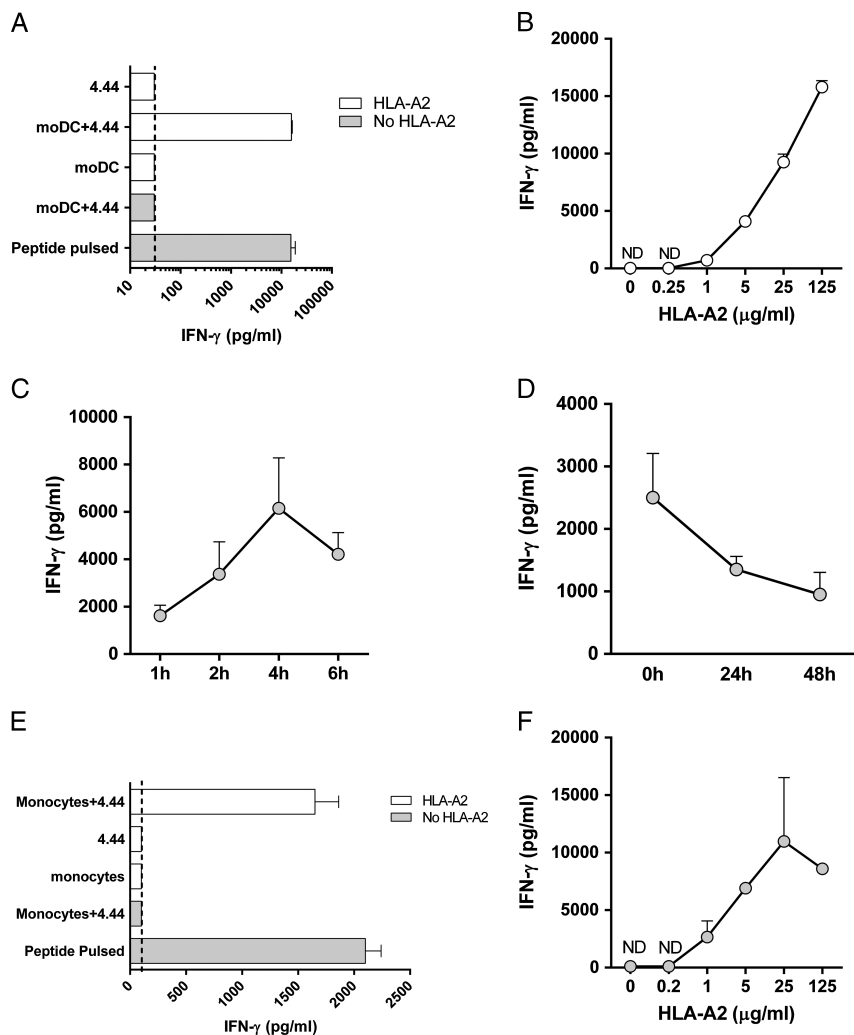 A
4.44
moDC+4.44
moDC
moDC+4.44
Peptide pulsed
10 100 1000 10000 100000
IFN-γ (pg/ml)
HLA-A2
No HLA-A2
B
20000
15000
10000
5000
0
IFN-γ (pg/ml)
ND ND
0 0.25 1 5 25 125
HLA-A2 (μg/ml)
C
10000
8000
6000
4000
2000
0
IFN-γ (pg/ml)
1h 2h 4h 6h
D
4000
3000
2000
1000
0
IFN-γ (pg/ml)
0h 24h 48h
E
Monocytes+4.44
4.44
monocytes
Monocytes+4.44
Peptide Pulsed
0 500 1000 1500 2000 2500
IFN-γ (pg/ml)
HLA-A2
No HLA-A2
F
20000
15000
10000
5000
0
IFN-γ (pg/ml)
ND ND
0 0.2 1 5 25 125
HLA-A2 (μg/ml)